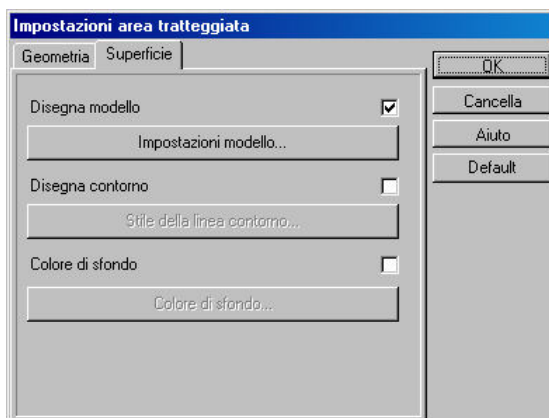 Impostazioni area tratteggiata
Geometria
Superficie
Disegna modello
Impostazioni modello...
Disegna contorno
Stile della linea contorno...
Colore di sfondo
Colore di sfondo...
OK
Cancella
Aiuto
Default